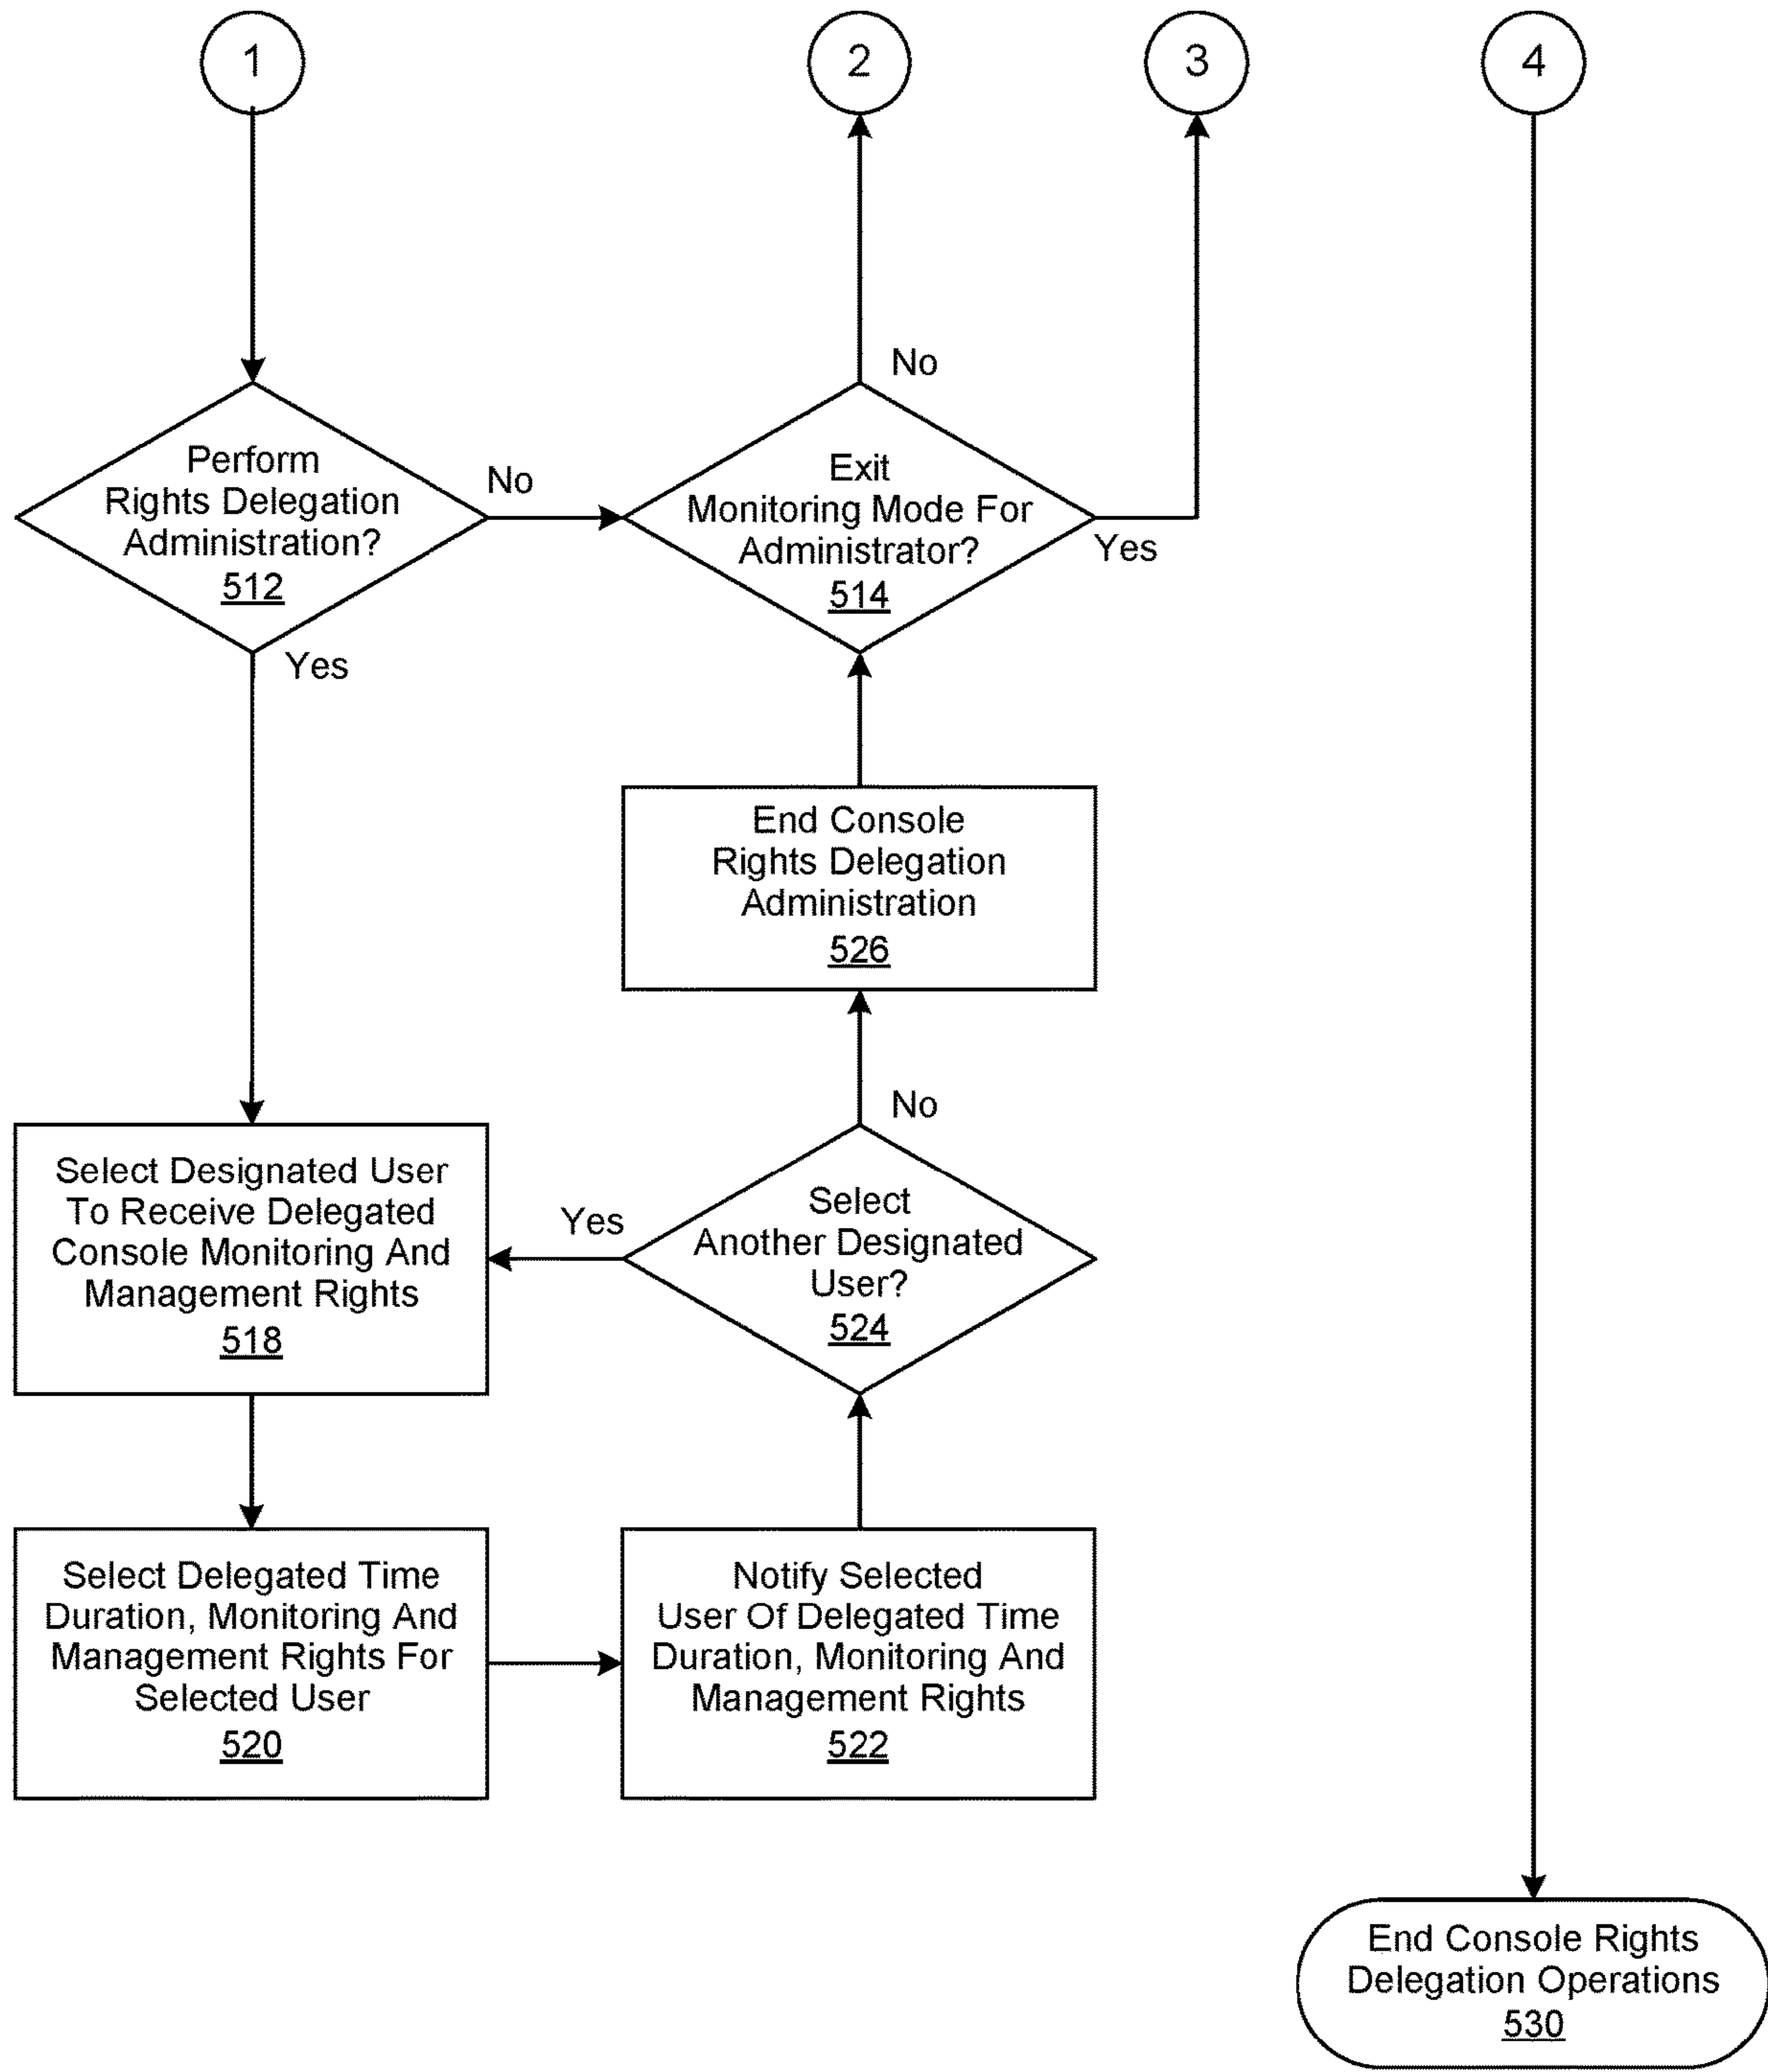 1
2
3
4
No
Perform
Rights Delegation
Administration?
512
No
Exit
Monitoring Mode For
Administrator?
514
Yes
Yes
End Console
Rights Delegation
Administration
526
No
Select Designated User
To Receive Delegated
Console Monitoring And
Management Rights
518
Yes
Select
Another Designated
User?
524
Select Delegated Time
Duration, Monitoring And
Management Rights For
Selected User
520
Notify Selected
User Of Delegated Time
Duration, Monitoring And
Management Rights
522
End Console Rights
Delegation Operations
530